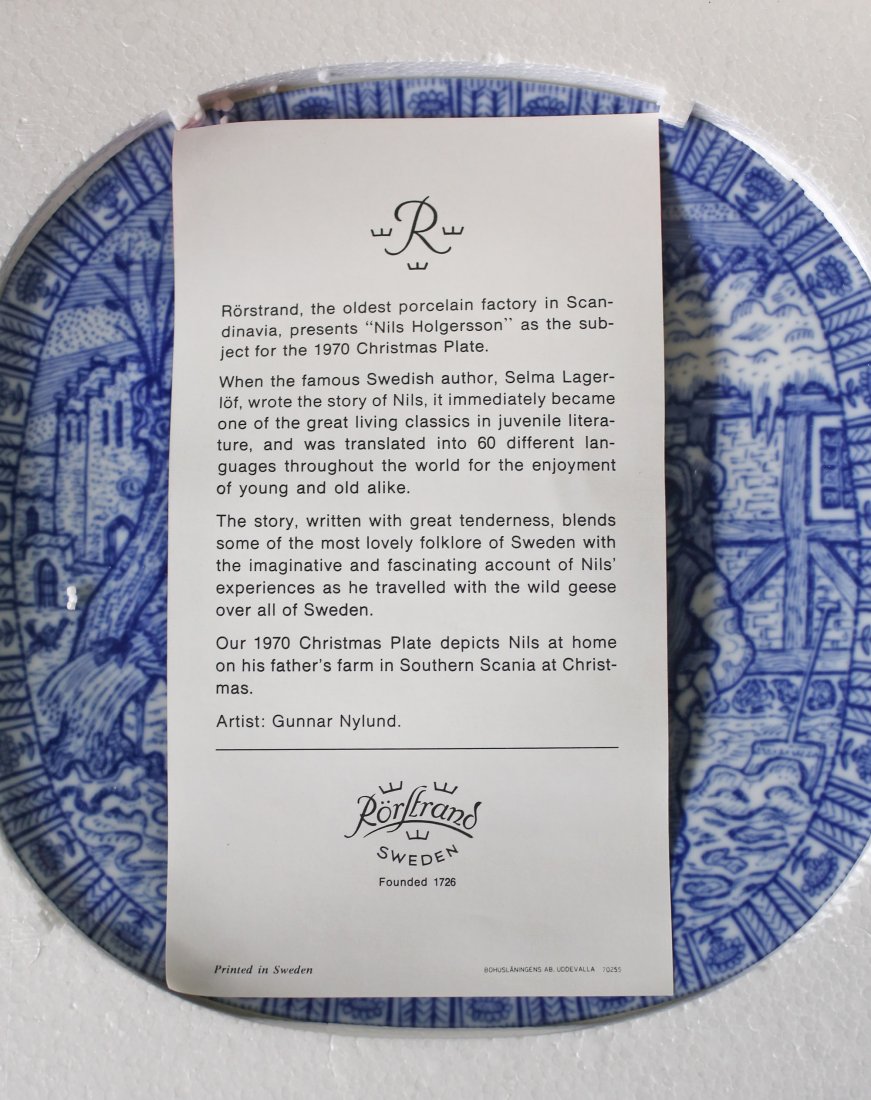 R
Rörstrand, the oldest porcelain factory in Scan-
dinavia, presents "Nils Holgersson" as the sub-
ject for the 1970 Christmas Plate.
When the famous Swedish author, Selma Lager-
löf, wrote the story of Nils, it immediately became
one of the great living classics in juvenile litera-
ture, and was translated into 60 different lan-
guages throughout the world for the enjoyment
of young and old alike.
The story, written with great tenderness, blends
some of the most lovely folklore of Sweden with
the imaginative and fascinating account of Nils'
experiences as he travelled with the wild geese
over all of Sweden.
Our 1970 Christmas Plate depicts Nils at home
on his father's farm in Southern Scania at Christ-
mas.
Artist: Gunnar Nylund.
Rörstrand
SWEDEN
Founded 1726
Printed in Sweden
BOHUSLÄNINGENS AB, UDDEVALLA 70255